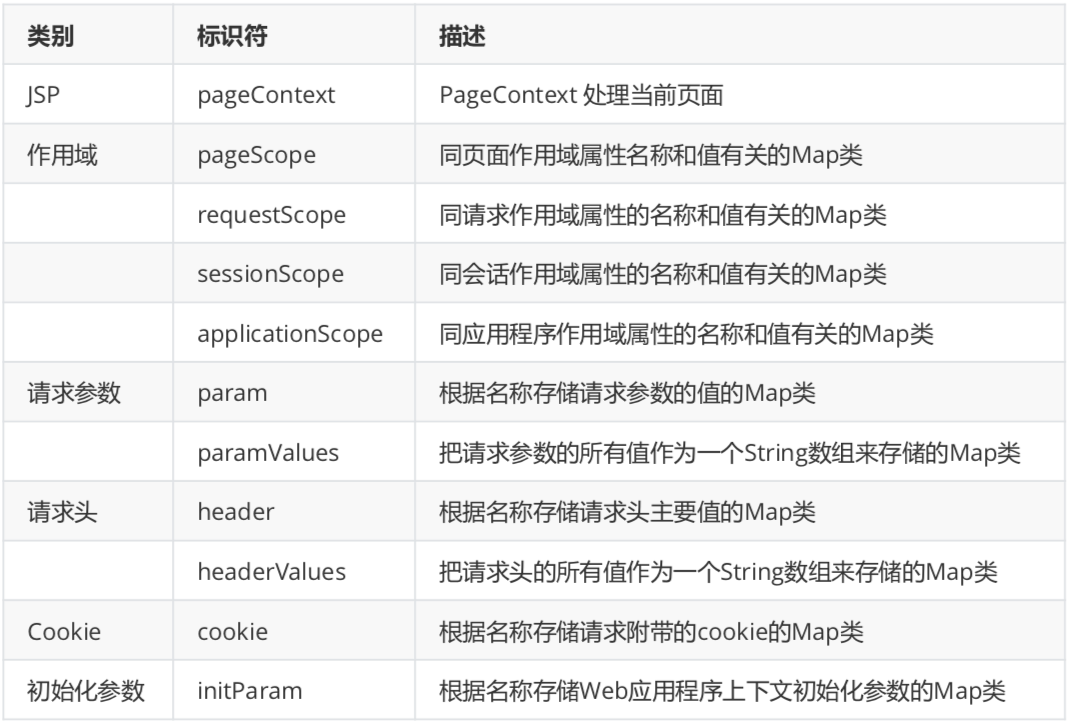 类别 标识符 描述
JSP pageContext PageContext 处理当前页面
作用域 pageScope 同页面作用域属性名称和值有关的Map类
requestScope 同请求作用域属性的名称和值有关的Map类
sessionScope 同会话作用域属性的名称和值有关的Map类
applicationScope 同应用程序作用域属性的名称和值有关的Map类
请求参数 param 根据名称存储请求参数的值的Map类
paramValues 把请求参数的所有值作为一个String数组来存储的Map类
请求头 header 根据名称存储请求头主要值的Map类
headerValues 把请求头的所有值作为一个String数组来存储的Map类
Cookie cookie 根据名称存储请求附带的cookie的Map类
初始化参数 initParam 根据名称存储Web应用程序上下文初始化参数的Map类